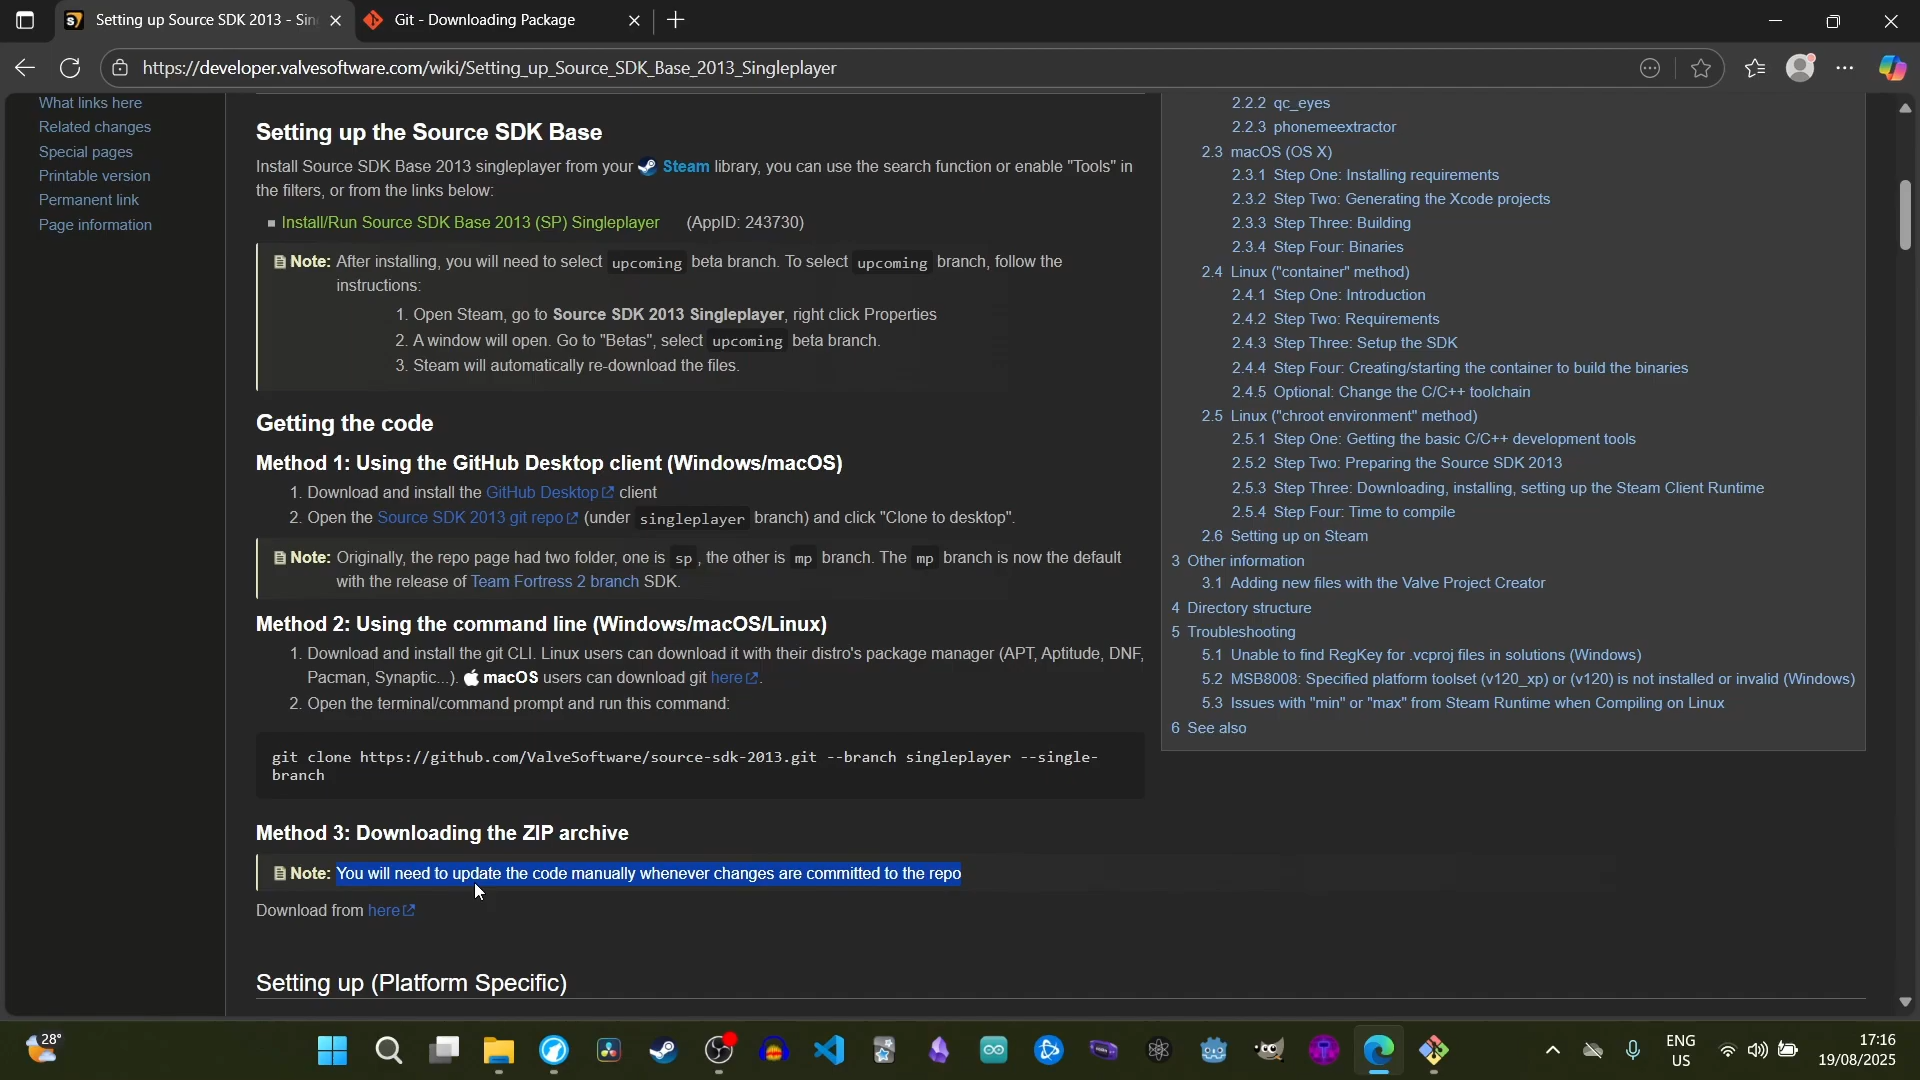 Setting up Source SDK 2013 - Sin
Git - Downloading Package
https://developer.valvesoftware.com/wiki/Setting_up_Source_SDK_Base_2013_Singleplayer
What links here
Related changes
Special pages
Printable version
Permanent link
Page information
Setting up the Source SDK Base
Install Source SDK Base 2013 singleplayer from your Steam library, you can use the search function or enable "Tools" in
the filters, or from the links below:
Install/Run Source SDK Base 2013 (SP) Singleplayer (AppID: 243730)
Note: After installing, you will need to select upcoming beta branch. To select upcoming branch, follow the
instructions:
1. Open Steam, go to Source SDK 2013 Singleplayer, right click Properties
2. A window will open. Go to "Betas", select upcoming beta branch.
3. Steam will automatically re-download the files.
Getting the code
Method 1: Using the GitHub Desktop client (Windows/macOS)
1. Download and install the GitHub Desktop client
2. Open the Source SDK 2013 git repo (under singleplayer branch) and click "Clone to desktop".
Note: Originally, the repo page had two folder, one is sp, the other is mp branch. The mp branch is now the default
with the release of Team Fortress 2 branch SDK.
Method 2: Using the command line (Windows/macOS/Linux)
1. Download and install the git CLI. Linux users can download it with their distro's package manager (APT, Aptitude, DNF,
Pacman, Synaptic...). macOS users can download git here.
2. Open the terminal/command prompt and run this command:
git clone https://github.com/ValveSoftware/source-sdk-2013.git --branch singleplayer --single-
branch
Method 3: Downloading the ZIP archive
Note: You will need to update the code manually whenever changes are committed to the repo
Download from here
Setting up (Platform Specific)
2.2.2 qc_eyes
2.2.3 phonemeextractor
2.3 macOS (OS X)
2.3.1 Step One: Installing requirements
2.3.2 Step Two: Generating the Xcode projects
2.3.3 Step Three: Building
2.3.4 Step Four: Binaries
2.4 Linux ("container" method)
2.4.1 Step One: Introduction
2.4.2 Step Two: Requirements
2.4.3 Step Three: Setup the SDK
2.4.4 Step Four: Creating/starting the container to build the binaries
2.4.5 Optional: Change the C/C++ toolchain
2.5 Linux ("chroot environment" method)
2.5.1 Step One: Getting the basic C/C++ development tools
2.5.2 Step Two: Preparing the Source SDK 2013
2.5.3 Step Three: Downloading, installing, setting up the Steam Client Runtime
2.5.4 Step Four: Time to compile
2.6 Setting up on Steam
3 Other information
3.1 Adding new files with the Valve Project Creator
4 Directory structure
5 Troubleshooting
5.1 Unable to find RegKey for .vcproj files in solutions (Windows)
5.2 MSB8008: Specified platform toolset (v120_xp) or (v120) is not installed or invalid (Windows)
5.3 Issues with "min" or "max" from Steam Runtime when Compiling on Linux
6 See also
28°
ENG
US
17:16
19/08/2025